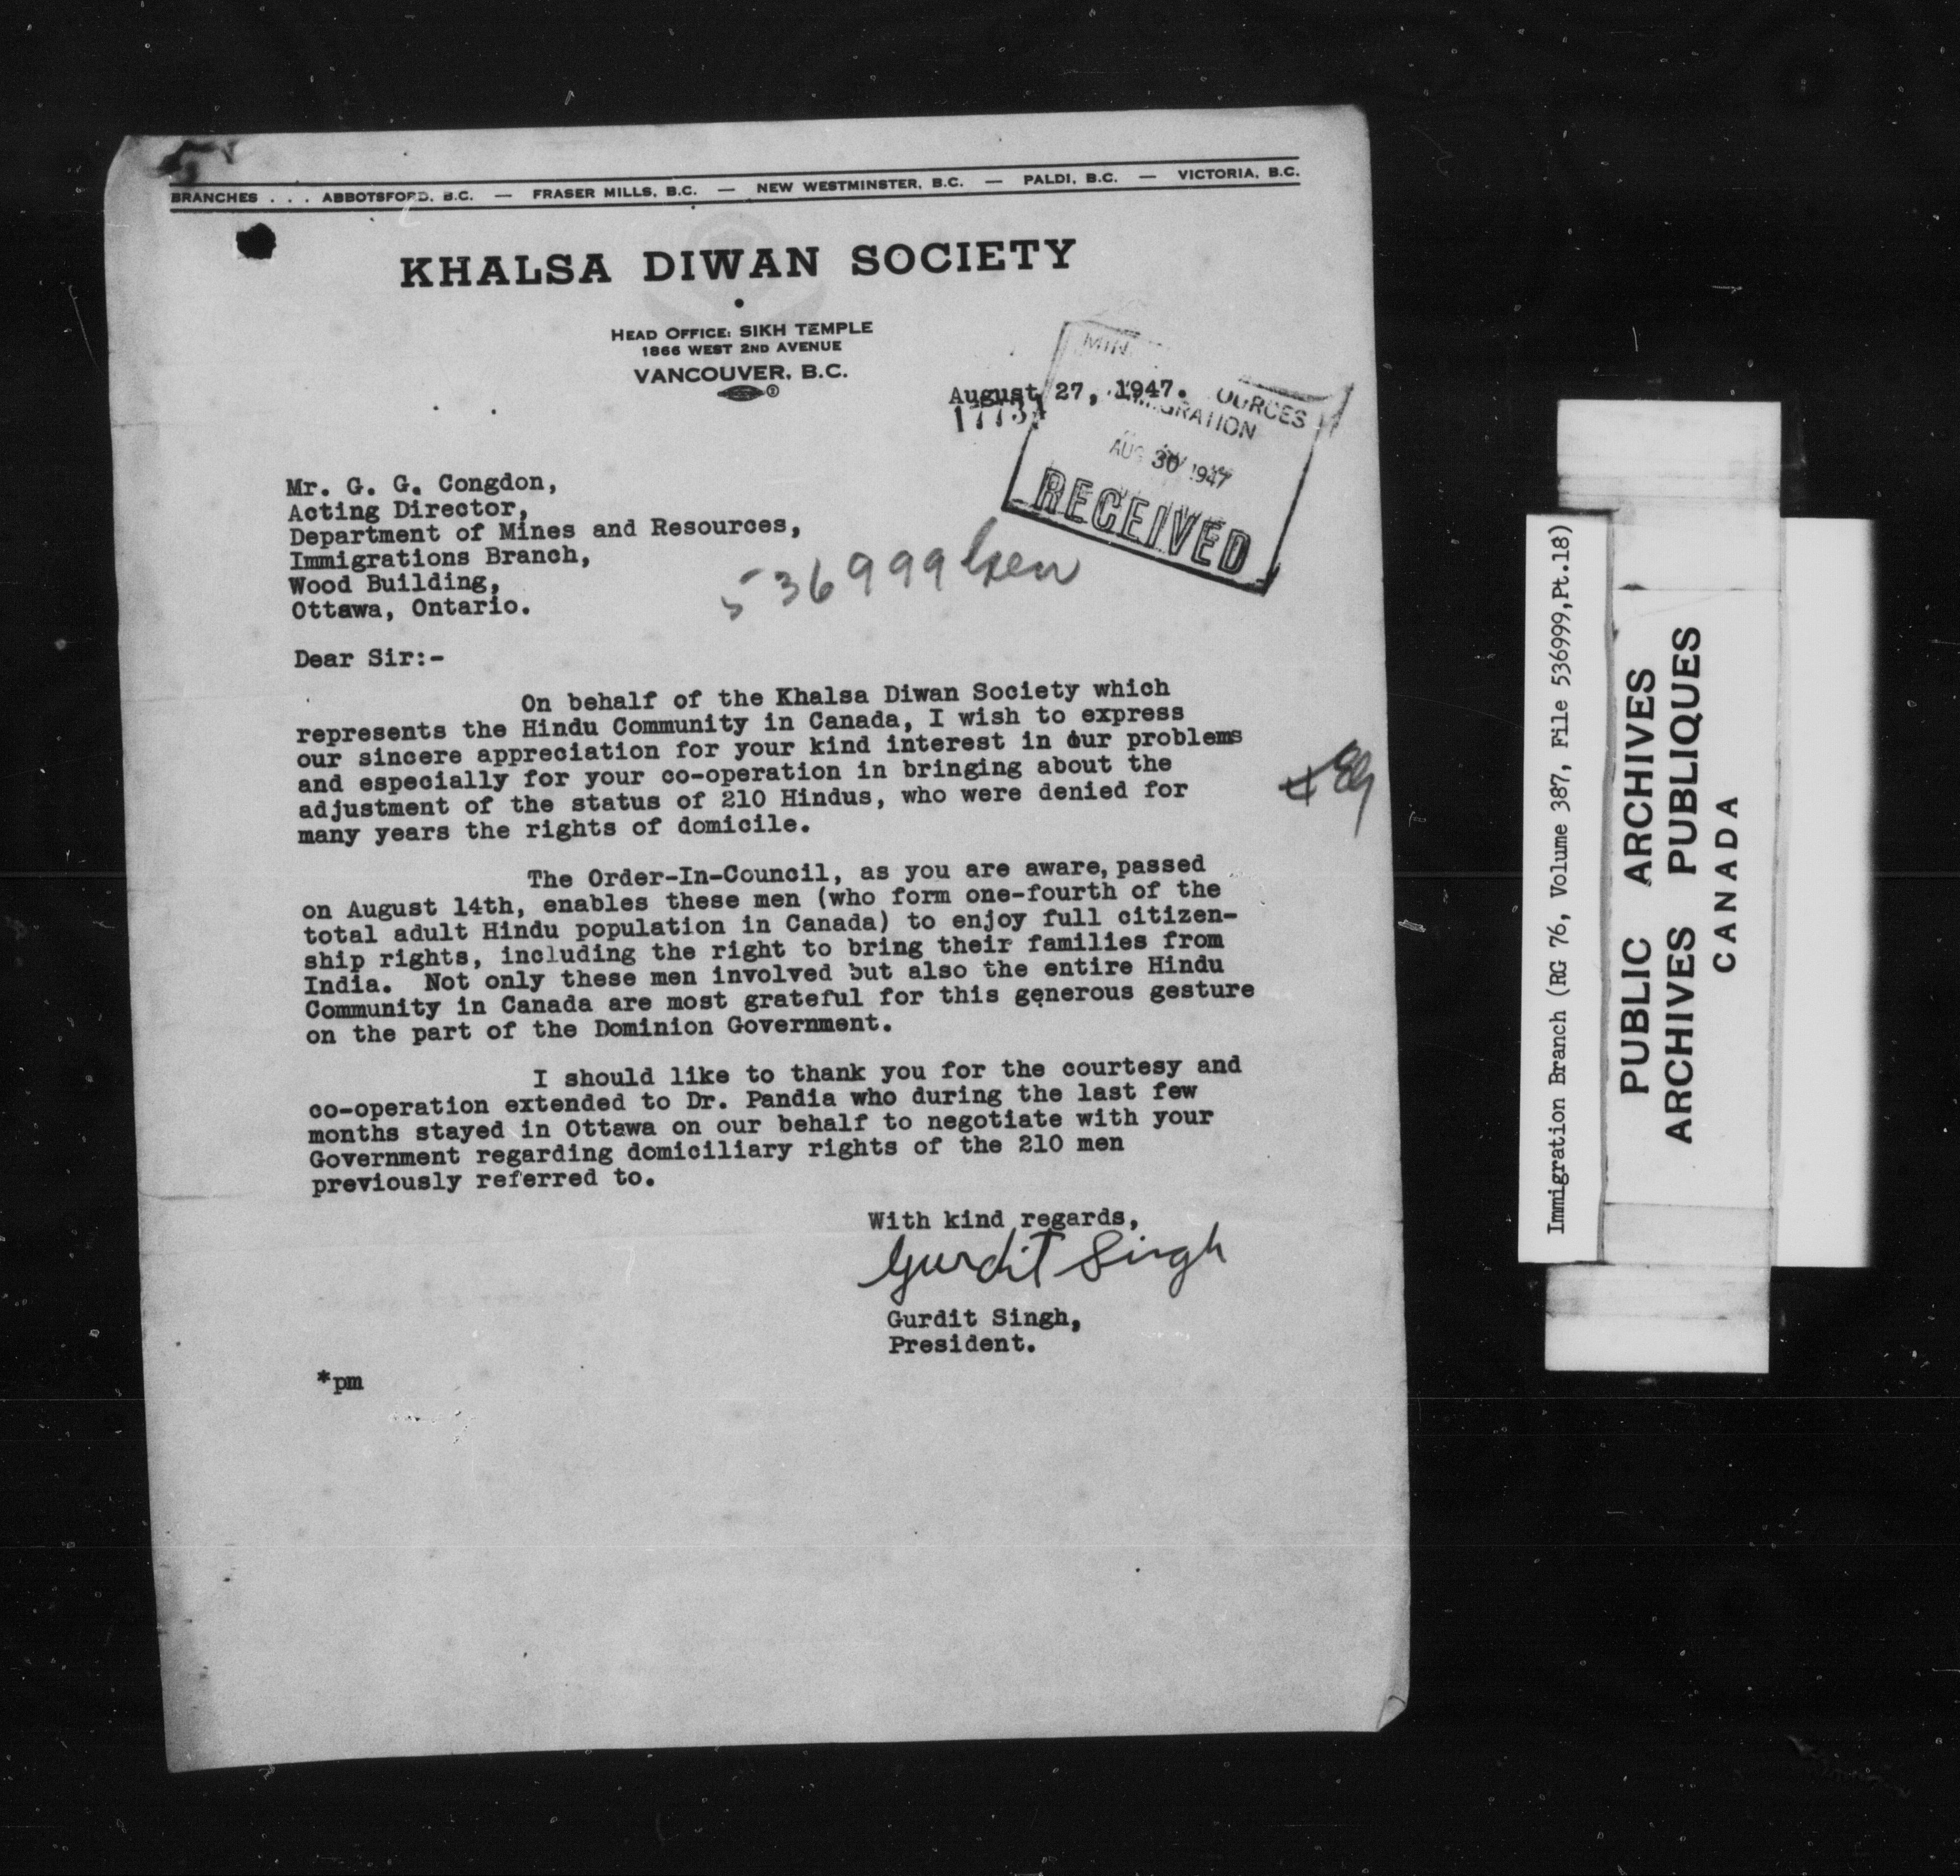 BRANCHES . . . ABBOTSFORD, B.C. — FRASER MILLS, B.C. — NEW WESTMINSTER, B.C. — PALDI, B.C. — VICTORIA, B.C.
KHALSA DIWAN SOCIETY
HEAD OFFICE: SIKH TEMPLE
1866 WEST 2ND AVENUE
VANCOUVER, B.C.
August 27, 1947.
17731
MIN OURCES
IMMIGRATION
AUG 30 1947
RECEIVED
Mr. G. G. Congdon,
Acting Director,
Department of Mines and Resources,
Immigrations Branch,
Wood Building,
Ottawa, Ontario.
536999 Gen
Dear Sir:-
On behalf of the Khalsa Diwan Society which
represents the Hindu Community in Canada, I wish to express
our sincere appreciation for your kind interest in our problems
and especially for your co-operation in bringing about the
adjustment of the status of 210 Hindus, who were denied for
many years the rights of domicile.
The Order-In-Council, as you are aware, passed
on August 14th, enables these men (who form one-fourth of the
total adult Hindu population in Canada) to enjoy full citizen-
ship rights, including the right to bring their families from
India. Not only these men involved but also the entire Hindu
Community in Canada are most grateful for this generous gesture
on the part of the Dominion Government.
I should like to thank you for the courtesy and
co-operation extended to Dr. Pandia who during the last few
months stayed in Ottawa on our behalf to negotiate with your
Government regarding domiciliary rights of the 210 men
previously referred to.
With kind regards,
Gurdit Singh
Gurdit Singh,
President.
*pm
Immigration Branch (RG 76, Volume 387, File 536999,Pt.18)
PUBLIC ARCHIVES
ARCHIVES PUBLIQUES
CANADA